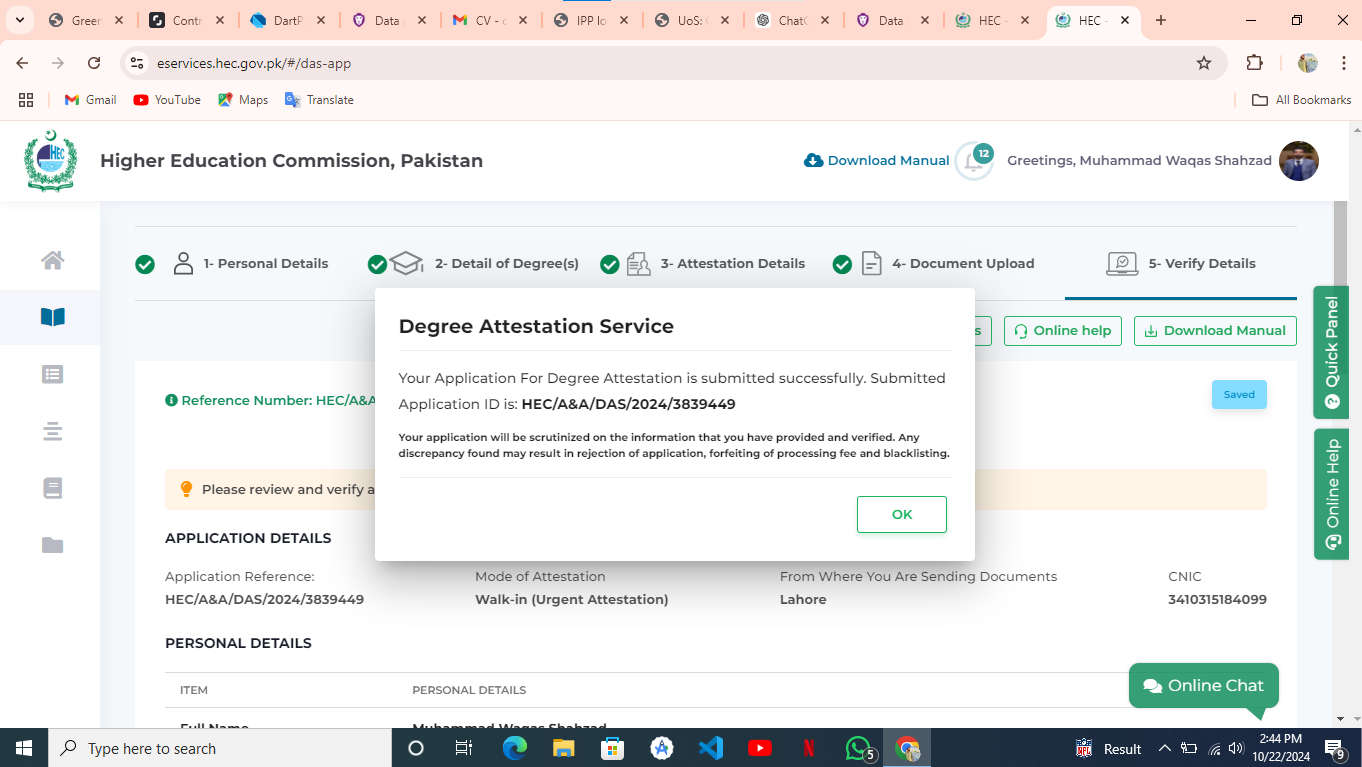 Green
Contr
DartP
Data a
CV - c
IPP lo
UoS: 
ChatG
Data
HEC -
HEC -
eservices.hec.gov.pk/#/das-app
Gmail
YouTube
Maps
Translate
All Bookmarks
HEC
Higher Education Commission, Pakistan
Download Manual
12
Greetings, Muhammad Waqas Shahzad
1- Personal Details
2- Detail of Degree(s)
3- Attestation Details
4- Document Upload
5- Verify Details
s
Online help
Download Manual
Quick Panel
Online Help
Reference Number: HEC/A&A
Saved
Please review and verify a
Degree Attestation Service
Your Application For Degree Attestation is submitted successfully. Submitted
Application ID is: HEC/A&A/DAS/2024/3839449
Your application will be scrutinized on the information that you have provided and verified. Any
discrepancy found may result in rejection of application, forfeiting of processing fee and blacklisting.
OK
APPLICATION DETAILS
Application Reference:
HEC/A&A/DAS/2024/3839449
Mode of Attestation
Walk-in (Urgent Attestation)
From Where You Are Sending Documents
Lahore
CNIC
3410315184099
PERSONAL DETAILS
ITEM
PERSONAL DETAILS
Full Name
Muhammad Waqas Shahzad
Online Chat
Type here to search
5
Result
2:44 PM
10/22/2024
9